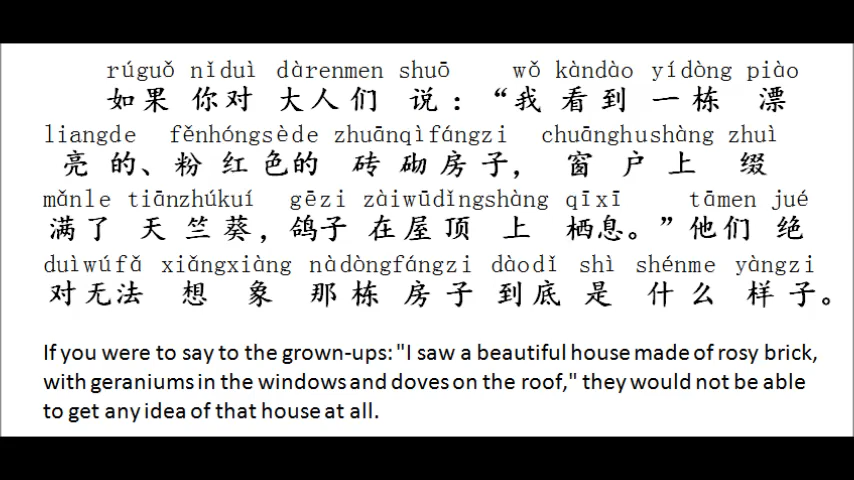 rúguǒ nǐduì dàrenmen shuō wǒ kàndào yídòng piào
如果 你对 大人们 说：“我 看到 一栋 漂
liangde fěnhóngsède zhuānqìfángzi chuānghushàng zhuì
亮的、粉红色的 砖砌房子，窗户上 缀
mǎnle tiānzhúkuí gēzi zàiwūdǐngshàng qīxī tāmen jué
满了 天竺葵，鸽子 在屋顶上 栖息。”他们 绝
duìwúfǎ xiǎngxiàng nàdòngfángzi dàodǐ shì shénme yàngzi
对无法 想象 那栋房子 到底 是 什么 样子。
If you were to say to the grown-ups: "I saw a beautiful house made of rosy brick,
with geraniums in the windows and doves on the roof," they would not be able
to get any idea of that house at all.